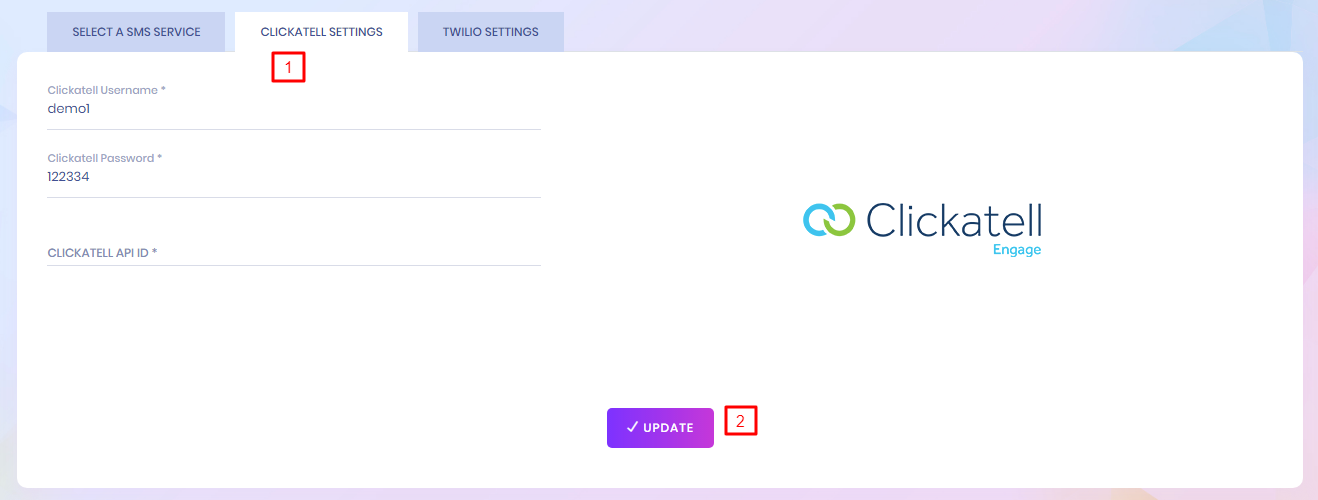 SELECT A SMS SERVICE
CLICKATELL SETTINGS
TWILIO SETTINGS
1
Clickatell Username *
demo1
Clickatell Password *
122334
CLICKATELL API ID *
Clickatell
Engage
✓ UPDATE
2